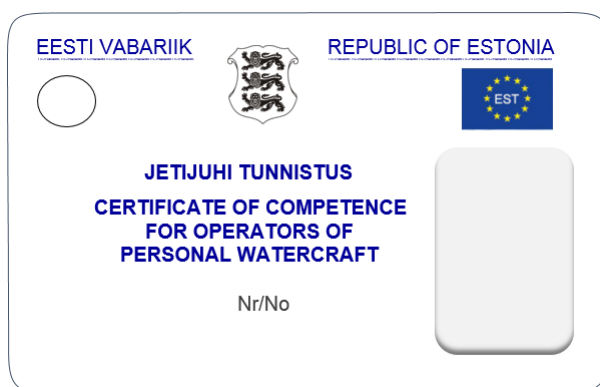 EESTI VABARIIK
REPUBLIC OF ESTONIA
EST
JETIJUHI TUNNISTUS
CERTIFICATE OF COMPETENCE
FOR OPERATORS OF
PERSONAL WATERCRAFT
Nr/No